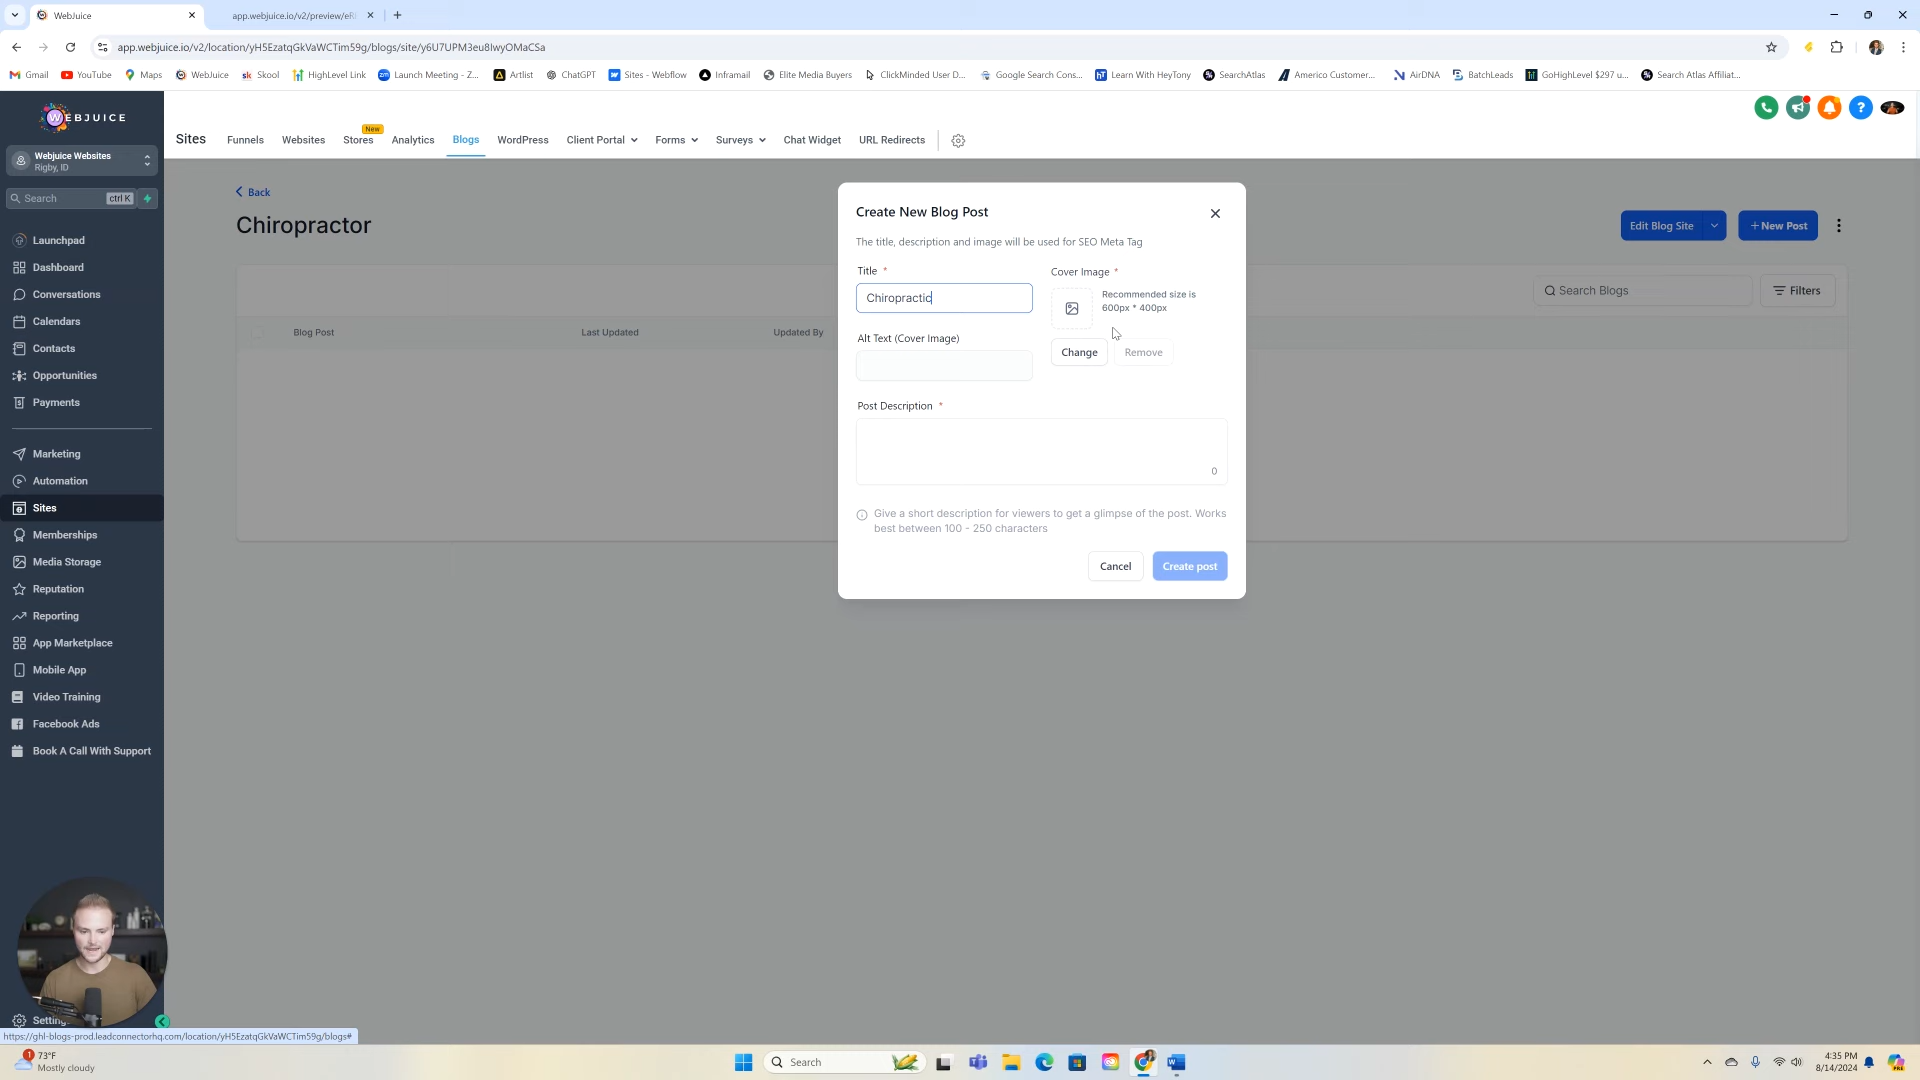 WebJuice
app.webjuice.io/v2/preview/eR
app.webjuice.io/v2/location/yH5EzatqGkVaWCTim59g/blogs/site/y6U7UPM3eu8IwyOMaCSa
Gmail
YouTube
Maps
WebJuice
Skool
HighLevel Link
Launch Meeting - Z...
Artlist
ChatGPT
Sites - Webflow
Inframail
Elite Media Buyers
ClickMinded User D...
Google Search Cons...
Learn With HeyTony
SearchAtlas
Americo Customer...
AirDNA
BatchLeads
GoHighLevel $297 u...
Search Atlas Affiliat...
WEBJUICE
Webjuice Websites
Rigby, ID
Search
ctrl K
Launchpad
Dashboard
Conversations
Calendars
Contacts
Opportunities
Payments
Marketing
Automation
Sites
Memberships
Media Storage
Reputation
Reporting
App Marketplace
Mobile App
Video Training
Facebook Ads
Book A Call With Support
Sites
Funnels
Websites
New
Stores
Analytics
Blogs
WordPress
Client Portal
Forms
Surveys
Chat Widget
URL Redirects
Back
Chiropractor
Edit Blog Site
+ New Post
Search Blogs
Filters
Blog Post
Last Updated
Updated By
Create New Blog Post
The title, description and image will be used for SEO Meta Tag
Title *
Chiropractic
Cover Image *
Recommended size is
600px * 400px
Alt Text (Cover Image)
Change
Remove
Post Description *
0
Give a short description for viewers to get a glimpse of the post. Works
best between 100 - 250 characters
Cancel
Create post
https://ghl-blogs-prod.leadconnectorhq.com/location/yH5EzatqGkVaWCTim59g/blogs#
1
73°F
Mostly cloudy
Search
4:35 PM
8/14/2024